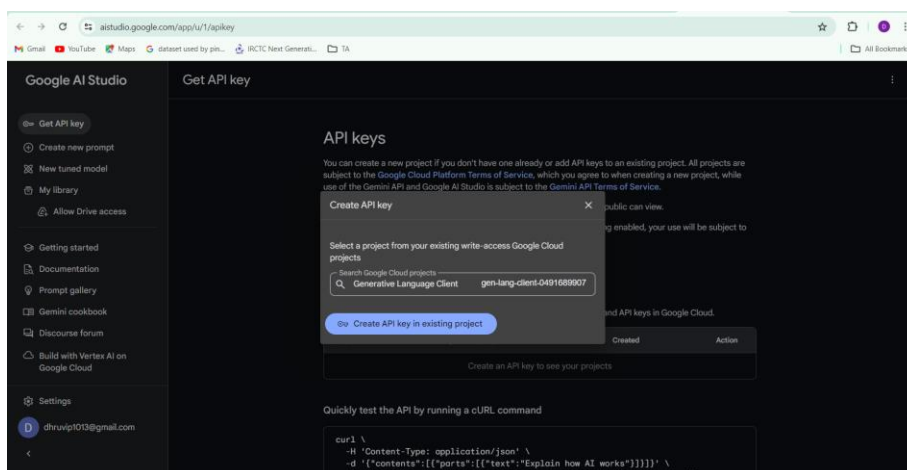 aistudio.google.com/app/u/1/apikey
Gmail YouTube Maps dataset used by pin... IRCTC Next Generati... TA All Bookmark
Google AI Studio
Get API key
Get API key
Create new prompt
New tuned model
My library
Allow Drive access
Getting started
Documentation
Prompt gallery
Gemini cookbook
Discourse forum
Build with Vertex AI on
Google Cloud
Settings
D dhruvip1013@gmail.com
API keys
You can create a new project if you don't have one already or add API keys to an existing project. All projects are
subject to the Google Cloud Platform Terms of Service, which you agree to when creating a new project, while
use of the Gemini API and Google AI Studio is subject to the Gemini API Terms of Service.
public can view.
ng enabled, your use will be subject to
Create API key
Select a project from your existing write-access Google Cloud
projects
Search Google Cloud projects
Generative Language Client gen-lang-client-0491689907
Create API key in existing project
and API keys in Google Cloud.
Created Action
Create an API key to see your projects
Quickly test the API by running a cURL command
curl \
-H 'Content-Type: application/json' \
-d '{"contents":[{"parts":[{"text":"Explain how AI works"}]}]}' \